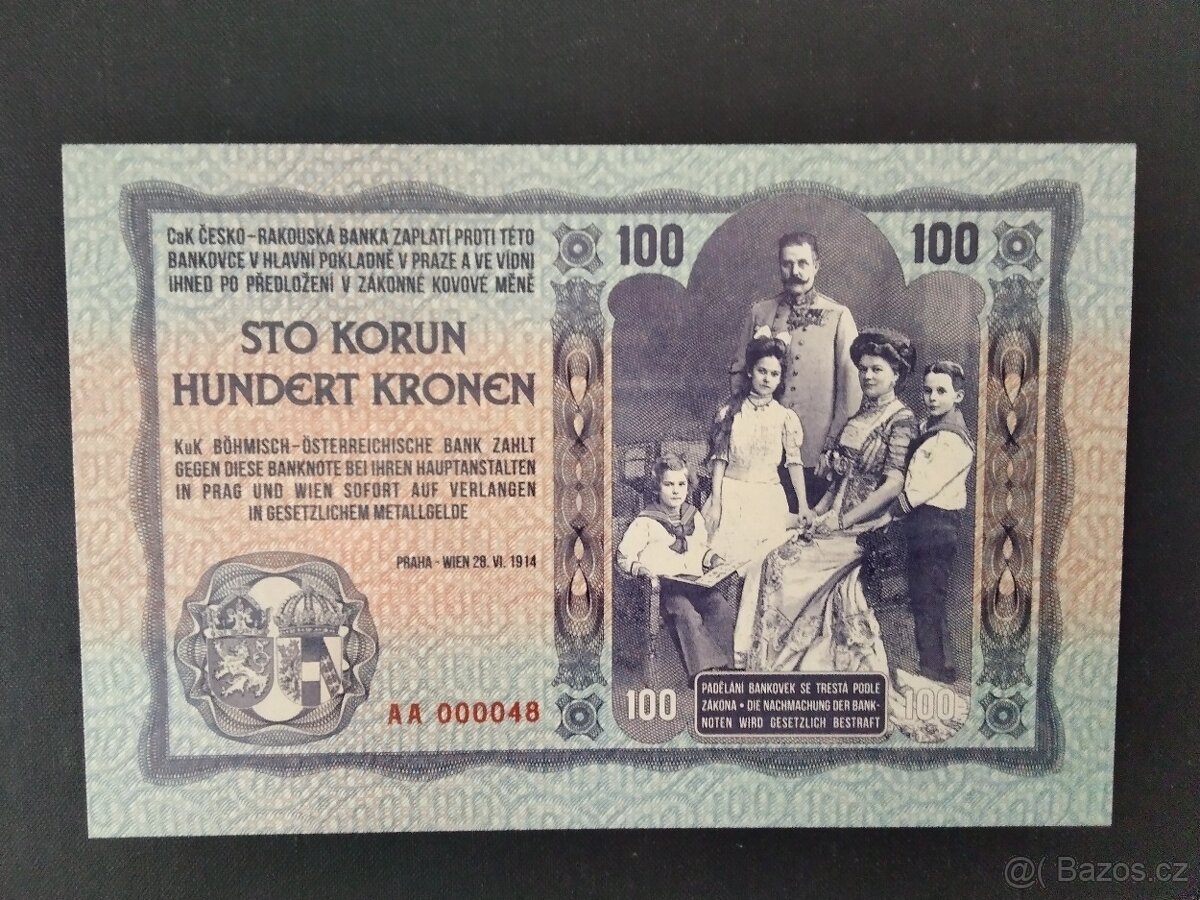 CaK ČESKO-RAKOUSKÁ BANKA ZAPLATÍ PROTI TÉTO
BANKOVCE V HLAVNÍ POKLADNĚ V PRAZE A VE VÍDNI
IHNED PO PŘEDLOŽENÍ V ZÁKONNÉ KOVOVÉ MĚNĚ
STO KORUN
HUNDERT KRONEN
KuK BÖHMISCH-ÖSTERREICHISCHE BANK ZAHLT
GEGEN DIESE BANKNOTE BEI IHREN HAUPTANSTALTEN
IN PRAG UND WIEN SOFORT AUF VERLANGEN
IN GESETZLICHEM METALLGELDE
PRAHA - WIEN 28. VI. 1914
AA 000048
100
100
100
PADĚLÁNÍ BANKOVEK SE TRESTÁ PODLE
ZÁKONA • DIE NACHMACHUNG DER BANK-
NOTEN WIRD GESETZLICH BESTRAFT
100
@( Bazos.cz